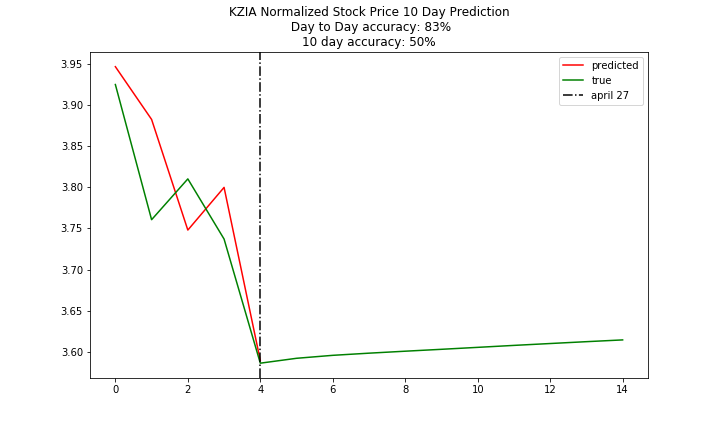 KZIA Normalized Stock Price 10 Day Prediction
Day to Day accuracy: 83%
10 day accuracy: 50%
predicted
true
april 27
3.95
3.90
3.85
3.80
3.75
3.70
3.65
3.60
0 2 4 6 8 10 12 14